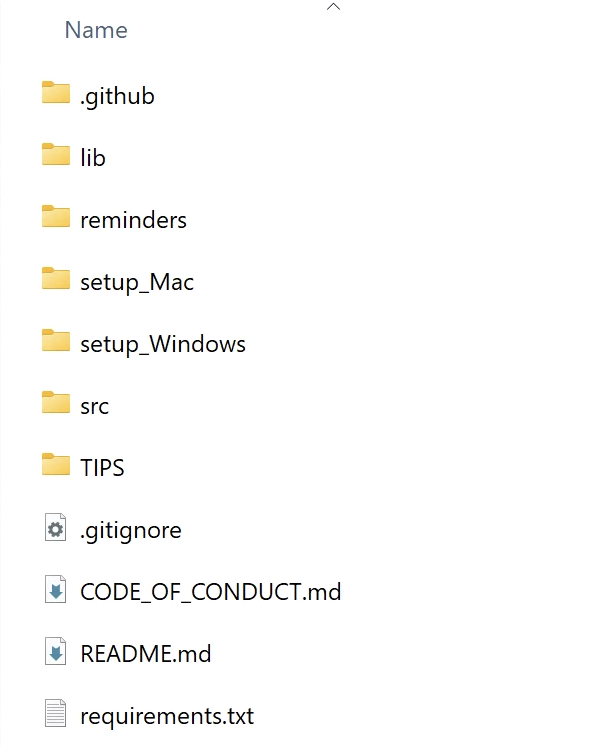 Name
.github
lib
reminders
setup_Mac
setup_Windows
src
TIPS
.gitignore
CODE_OF_CONDUCT.md
README.md
requirements.txt